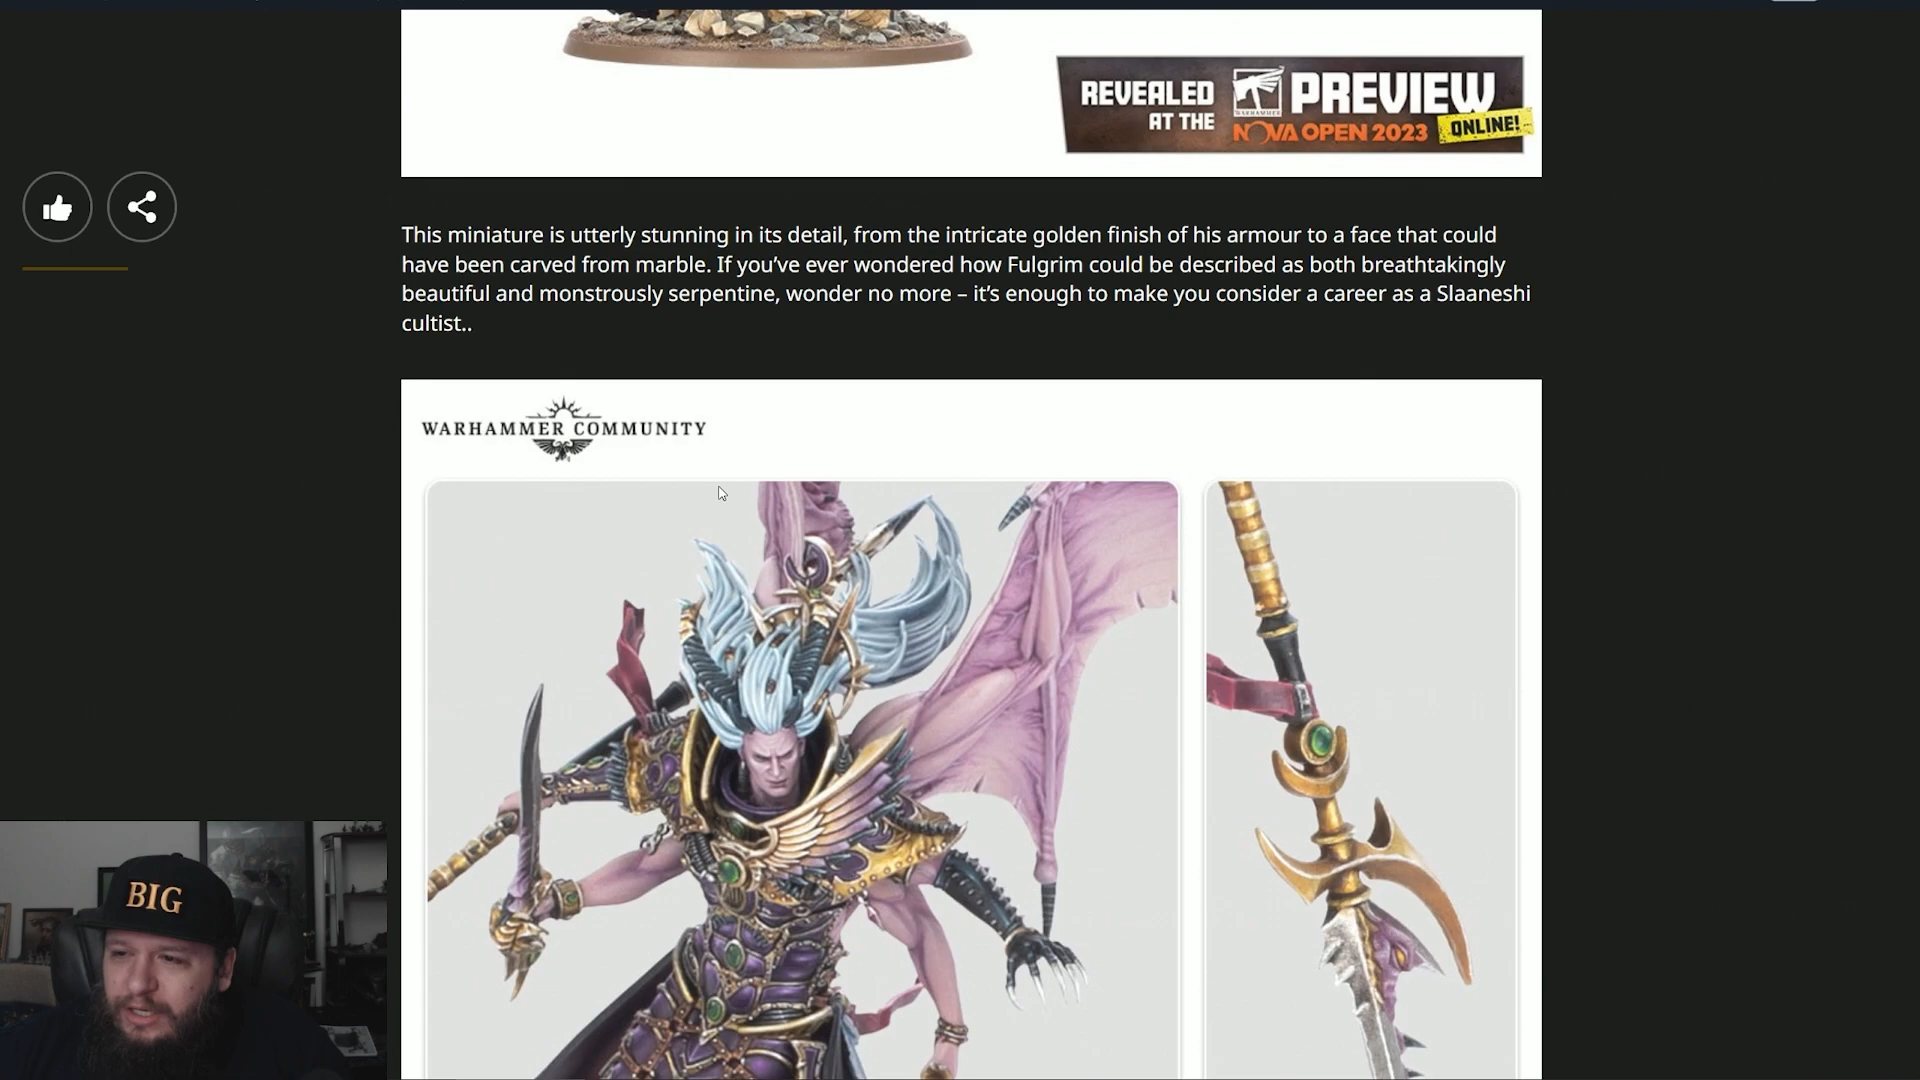 REVEALED
AT THE
WARHAMMER
PREVIEW
NOVA OPEN 2023
ONLINE!
This miniature is utterly stunning in its detail, from the intricate golden finish of his armour to a face that could
have been carved from marble. If you’ve ever wondered how Fulgrim could be described as both breathtakingly
beautiful and monstrously serpentine, wonder no more – it’s enough to make you consider a career as a Slaaneshi
cultist..
WARHAMMER COMMUNITY
BIG